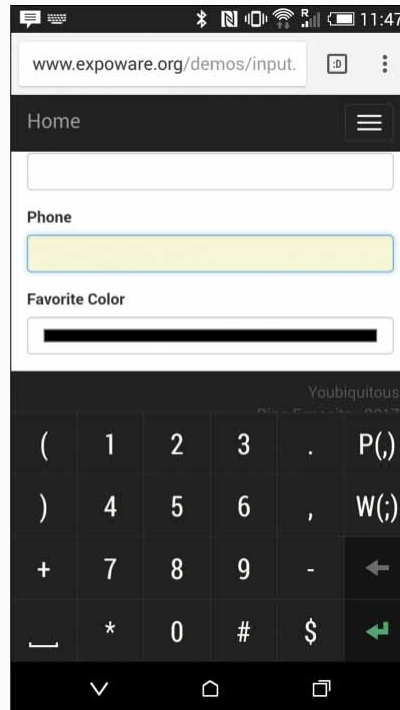 R
11:47
www.expoware.org/demos/input.
:D
Home
Phone
Favorite Color
Youbiquitous
( 1 2 3 . P(,)
) 4 5 6 , W(;)
+ 7 8 9 -
* 0 # $